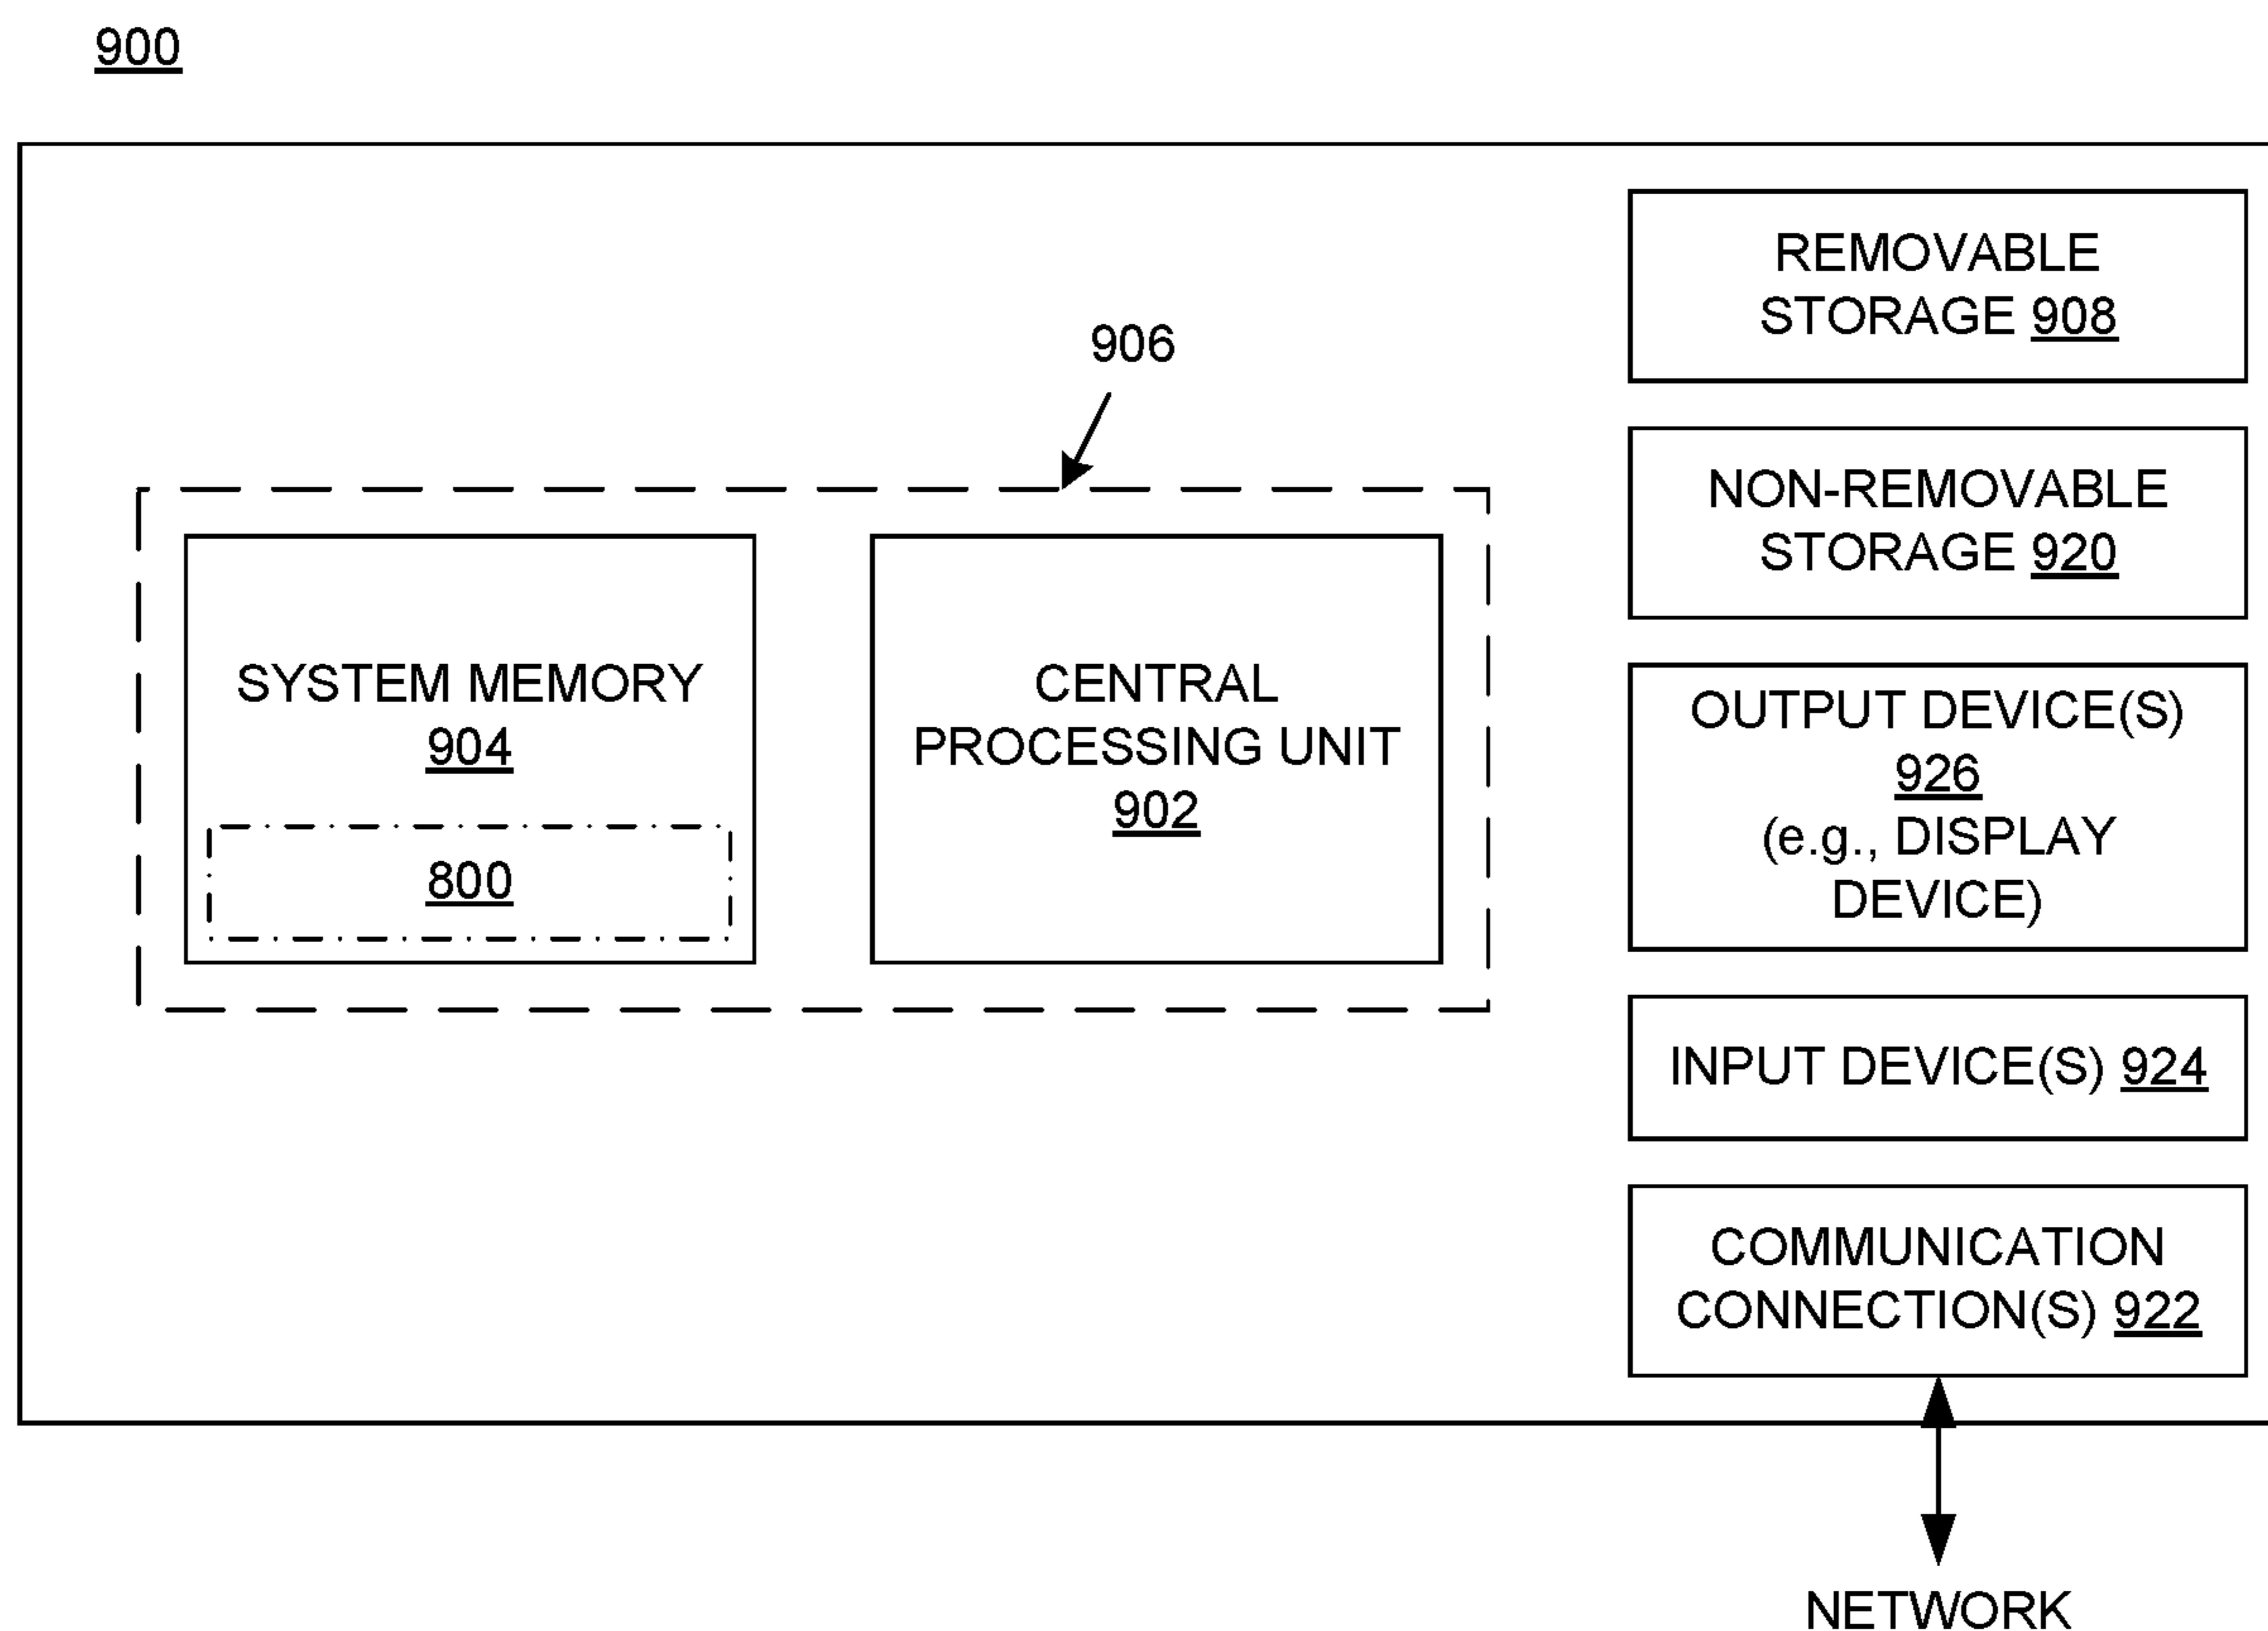 900
906
SYSTEM MEMORY
904
800
CENTRAL
PROCESSING UNIT
902
REMOVABLE
STORAGE 908
NON-REMOVABLE
STORAGE 920
OUTPUT DEVICE(S)
926
(e.g., DISPLAY
DEVICE)
INPUT DEVICE(S) 924
COMMUNICATION
CONNECTION(S) 922
NETWORK